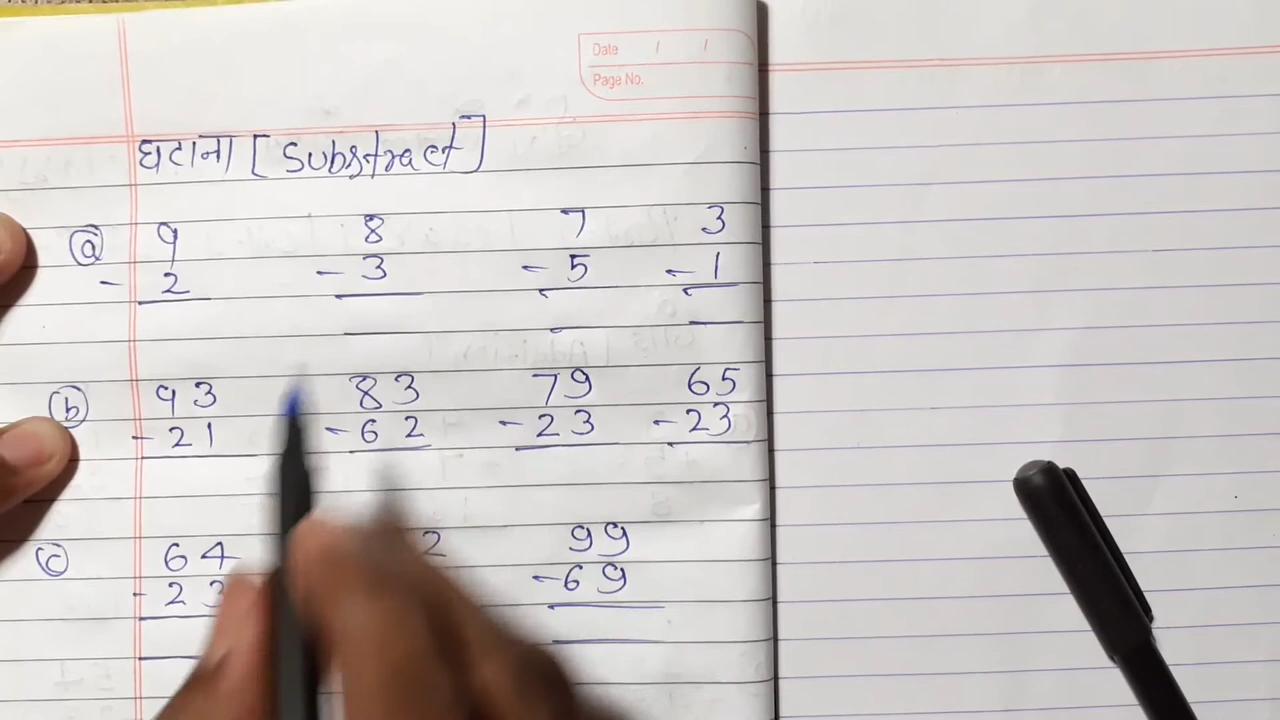 Date / /
Page No.
घटाना [Substract]
(a) 9 8 7 3
- 2 - 3 - 5 - 1
(b) 93 83 79 65
- 21 - 62 - 23 - 23
(c) 64 2 99
- 23 - 69